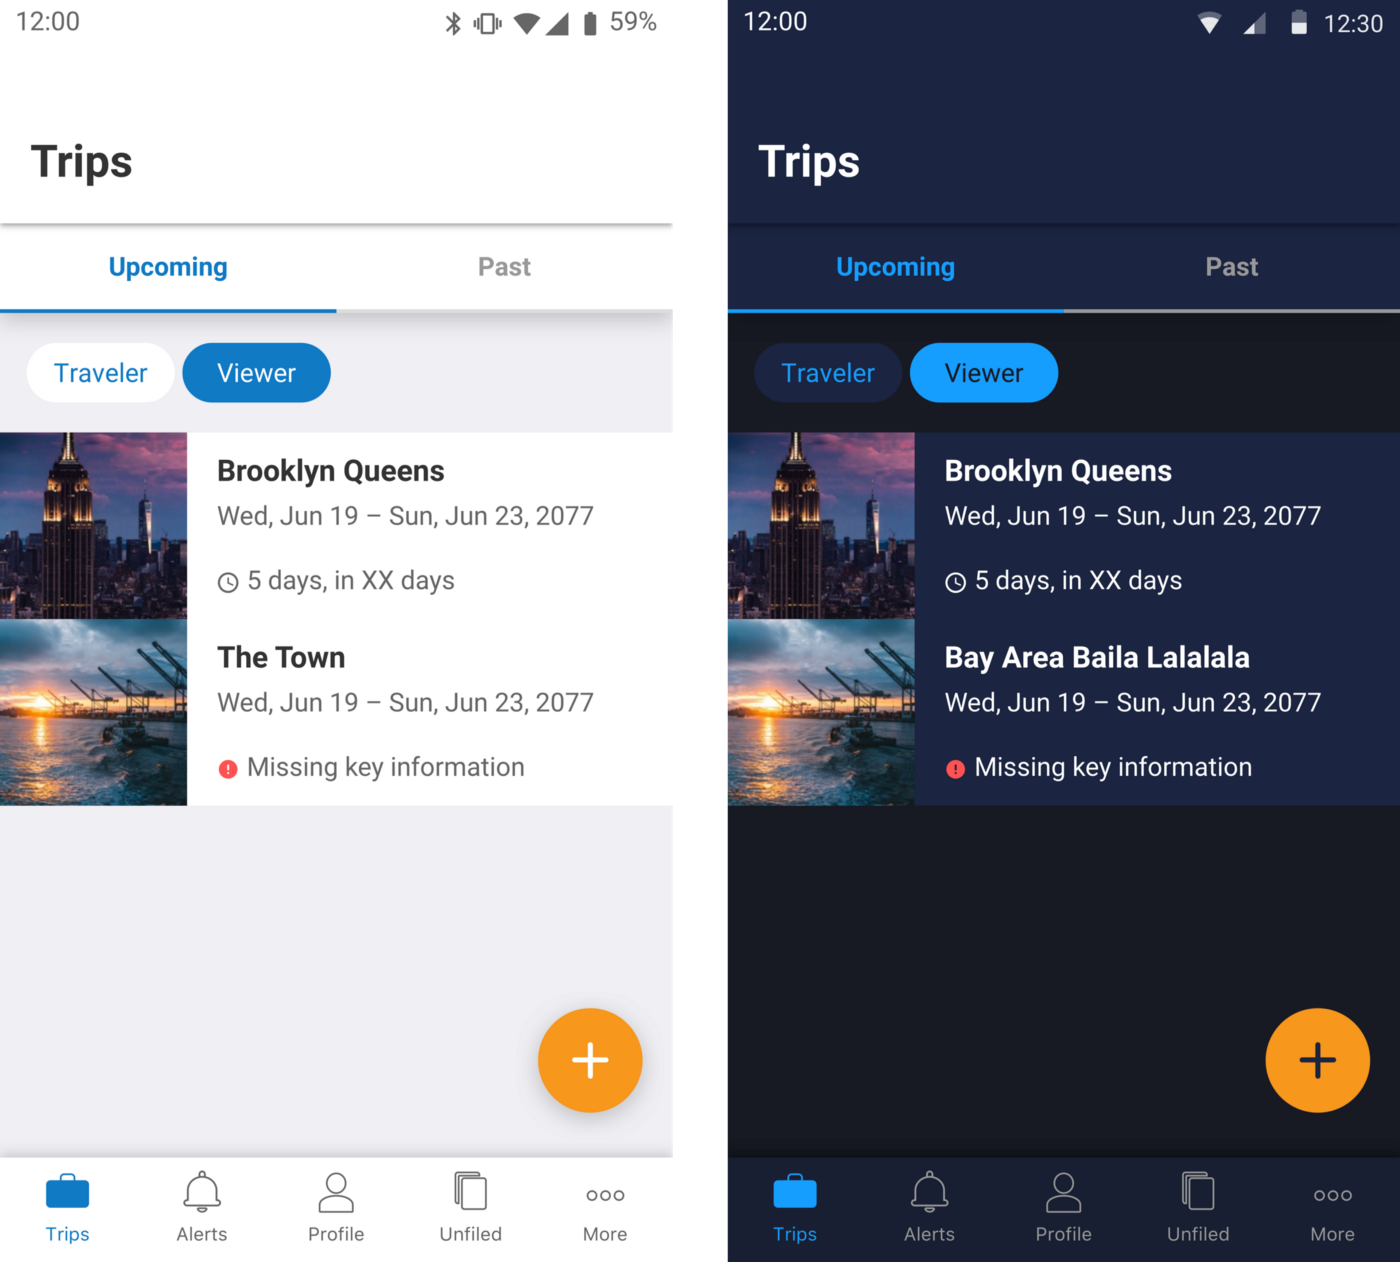 12:00
59%
Trips
Upcoming
Past
Traveler
Viewer
Brooklyn Queens
Wed, Jun 19 – Sun, Jun 23, 2077
5 days, in XX days
The Town
Wed, Jun 19 – Sun, Jun 23, 2077
Missing key information
Trips
Alerts
Profile
Unfiled
More
12:00
12:30
Trips
Upcoming
Past
Traveler
Viewer
Brooklyn Queens
Wed, Jun 19 – Sun, Jun 23, 2077
5 days, in XX days
Bay Area Baila Lalalala
Wed, Jun 19 – Sun, Jun 23, 2077
Missing key information
Trips
Alerts
Profile
Unfiled
More